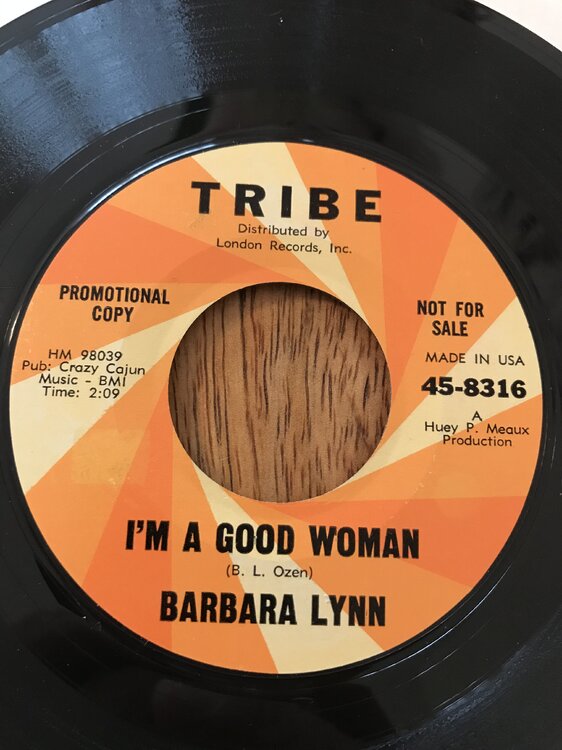 TRIBE
Distributed by
London Records, Inc.
PROMOTIONAL
COPY
NOT FOR
SALE
HM 98039
Pub: Crazy Cajun
Music - BMI
Time: 2:09
MADE IN USA
45-8316
A
Huey P. Meaux
Production
I'M A GOOD WOMAN
(B. L. Ozen)
BARBARA LYNN